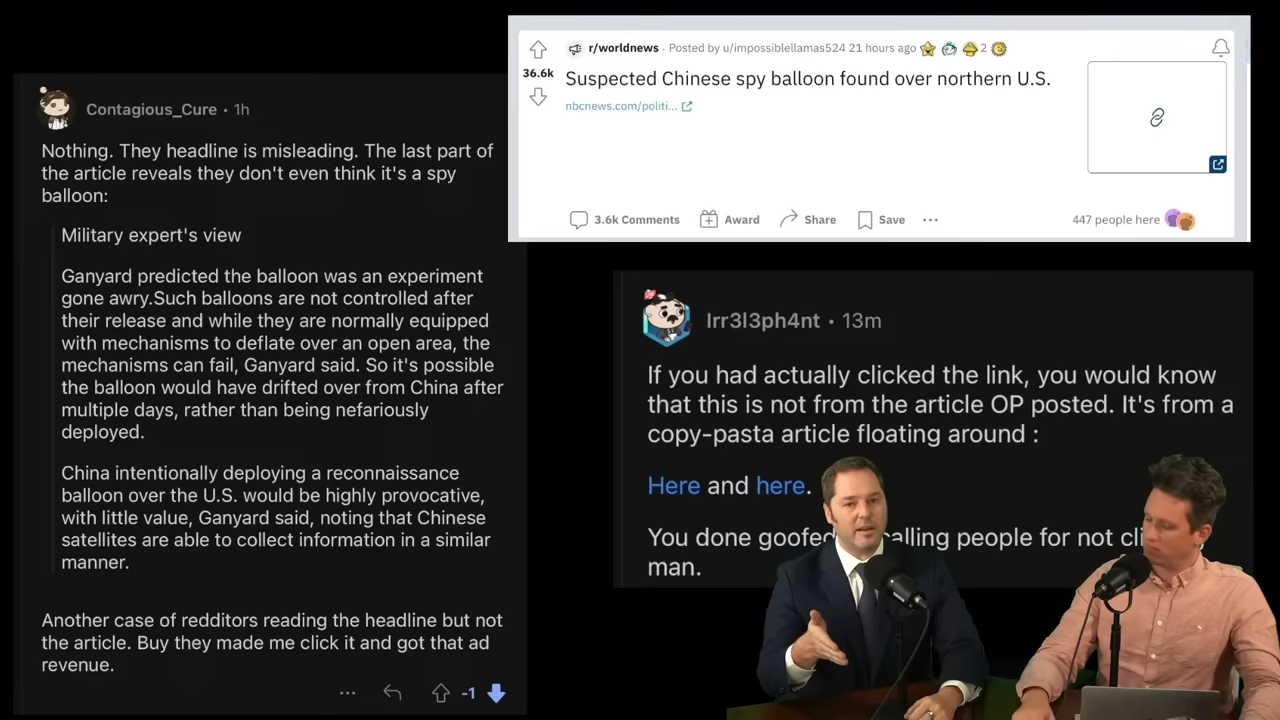 Contagious_Cure · 1h
Nothing. They headline is misleading. The last part of
the article reveals they don't even think it's a spy
balloon:
Military expert's view
Ganyard predicted the balloon was an experiment
gone awry.Such balloons are not controlled after
their release and while they are normally equipped
with mechanisms to deflate over an open area, the
mechanisms can fail, Ganyard said. So it's possible
the balloon would have drifted over from China after
multiple days, rather than being nefariously
deployed.
China intentionally deploying a reconnaissance
balloon over the U.S. would be highly provocative,
with little value, Ganyard said, noting that Chinese
satellites are able to collect information in a similar
manner.
Another case of redditors reading the headline but not
the article. Buy they made me click it and got that ad
revenue.
-1
r/worldnews · Posted by u/impossiblellamas524 21 hours ago 2
36.6k
Suspected Chinese spy balloon found over northern U.S.
nbcnews.com/politi...
3.6k Comments Award Share Save ... 447 people here
lrr3l3ph4nt · 13m
If you had actually clicked the link, you would know
that this is not from the article OP posted. It's from a
copy-pasta article floating around :
Here and here.
You done goofed calling people for not cli
man.